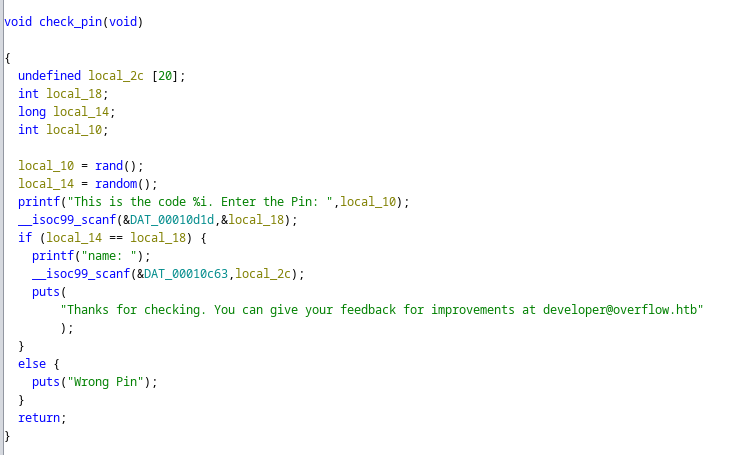 void check_pin(void)
{
undefined local_2c [20];
int local_18;
long local_14;
int local_10;
local_10 = rand();
local_14 = random();
printf("This is the code %i. Enter the Pin: ",local_10);
__isoc99_scanf(&DAT_00010d1d,&local_18);
if (local_14 == local_18) {
printf("name: ");
__isoc99_scanf(&DAT_00010c63,local_2c);
puts(
"Thanks for checking. You can give your feedback for improvements at developer@overflow.htb"
);
}
else {
puts("Wrong Pin");
}
return;
}